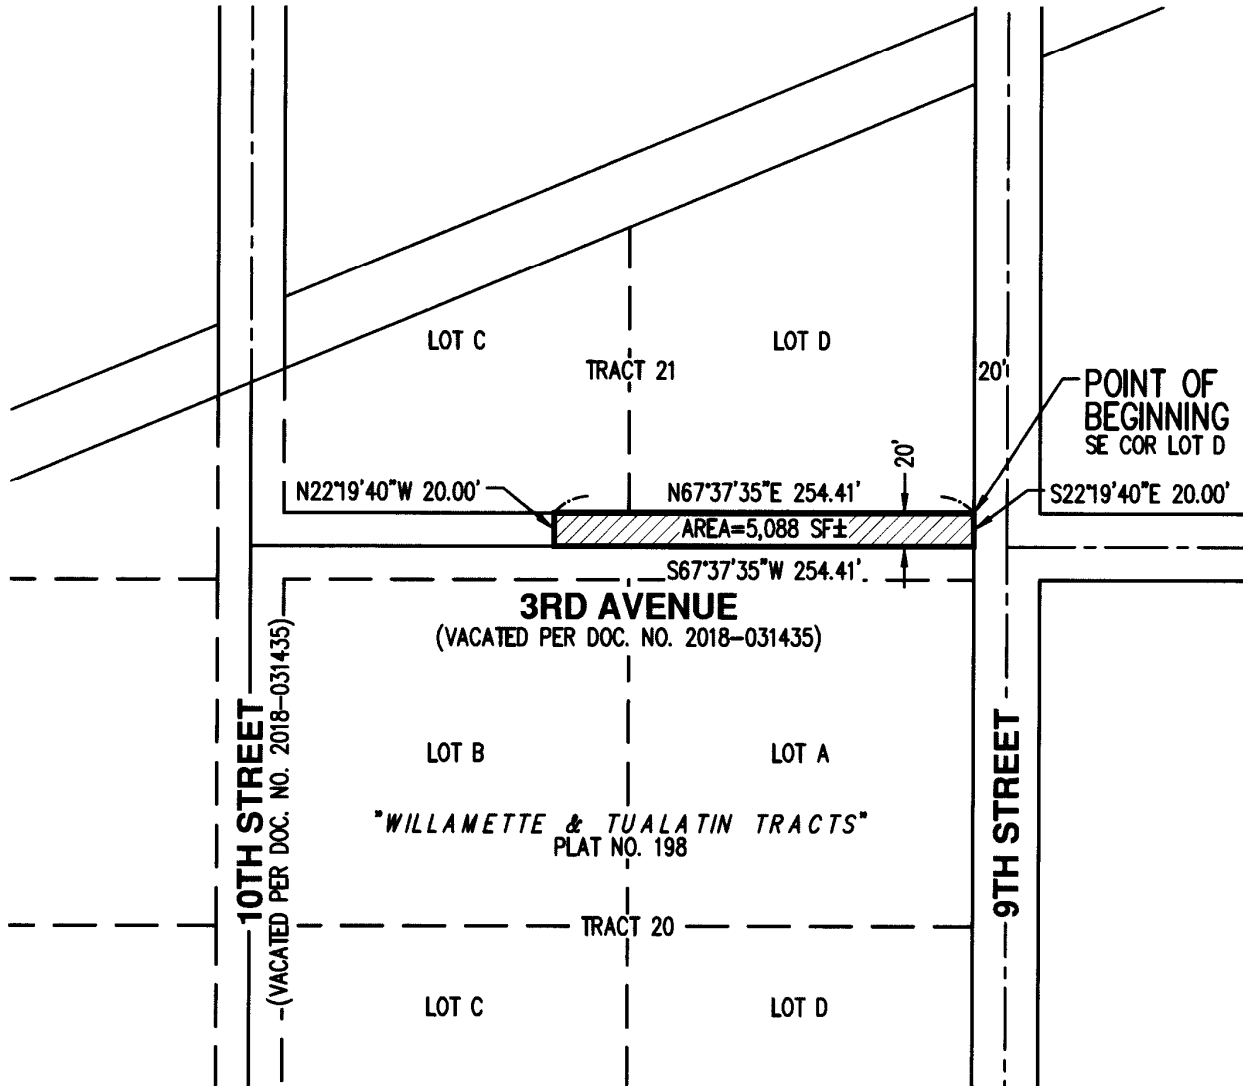 LOT C
LOT D
TRACT 21
20'
POINT OF
BEGINNING
SE COR LOT D
20'
N22°19'40"W 20.00'
N67°37'35"E 254.41'
S22°19'40"E 20.00'
AREA=5,088 SF±
S67°37'35"W 254.41'
3RD AVENUE
(VACATED PER DOC. NO. 2018-031435)
10TH STREET
(VACATED PER DOC. NO. 2018-031435)
LOT B
LOT A
9TH STREET
"WILLAMETTE & TUALATIN TRACTS"
PLAT NO. 198
TRACT 20
LOT C
LOT D